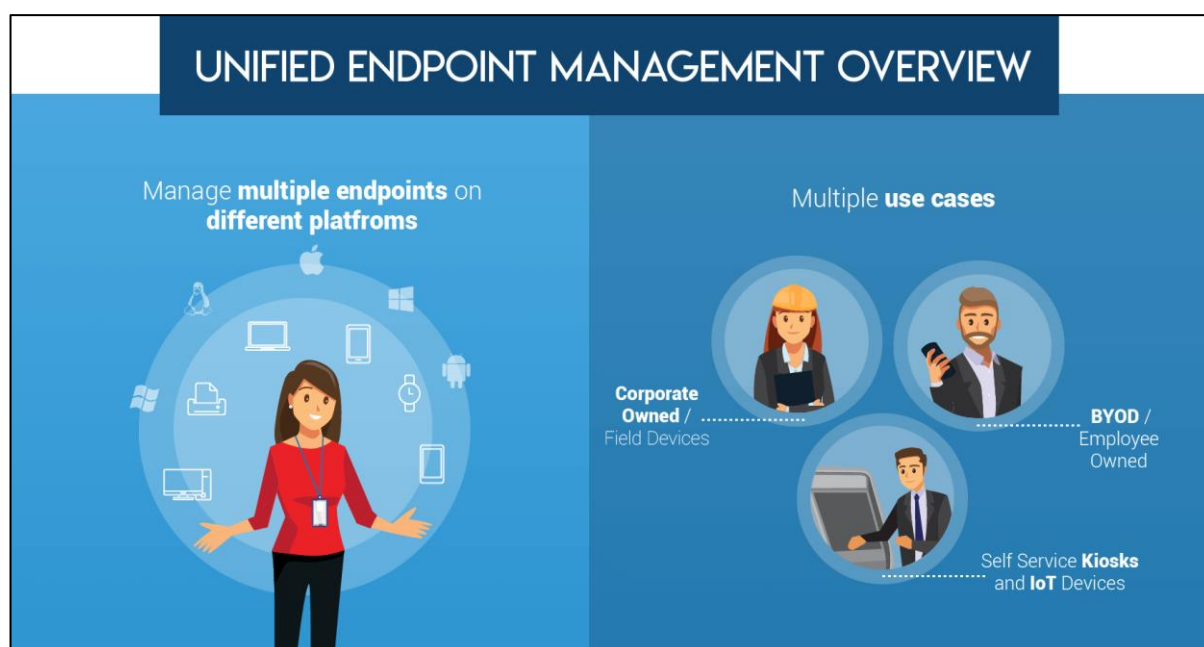 UNIFIED ENDPOINT MANAGEMENT OVERVIEW
Manage multiple endpoints on
different platfroms
Multiple use cases
Corporate
Owned /
Field Devices
BYOD /
Employee
Owned
Self Service Kiosks
and IoT Devices